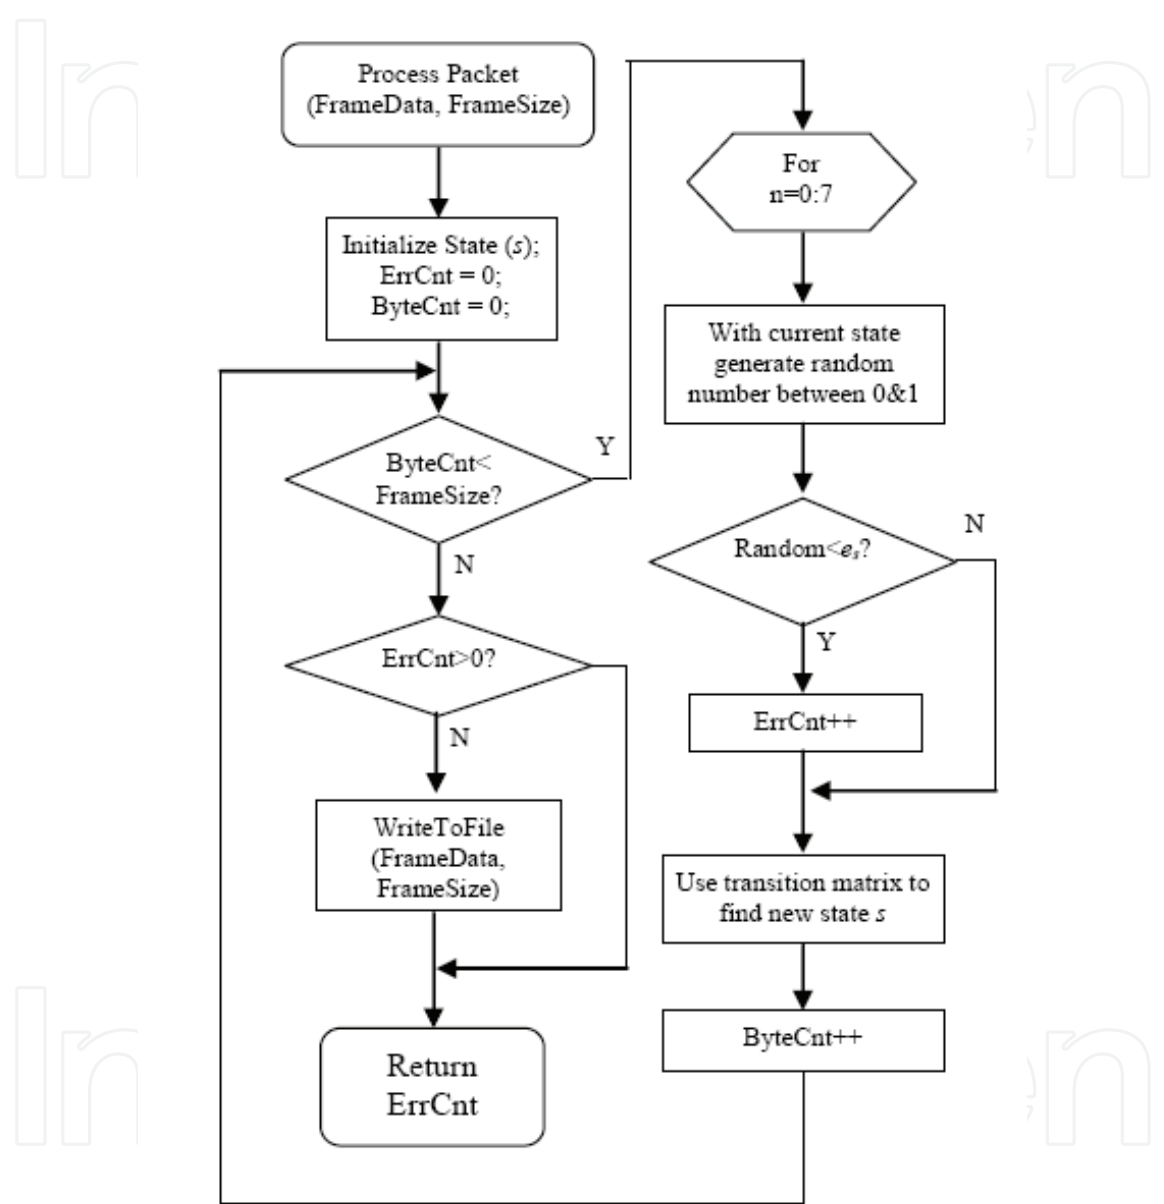 Process Packet
(FrameData, FrameSize)
Initialize State (s);
ErrCnt = 0;
ByteCnt = 0;
ByteCnt<
FrameSize?
Y
N
ErrCnt>0?
N
WriteToFile
(FrameData,
FrameSize)
Return
ErrCnt
For
n=0:7
With current state
generate random
number between 0&1
Random<eₛ?
N
Y
ErrCnt++
Use transition matrix to
find new state s
ByteCnt++